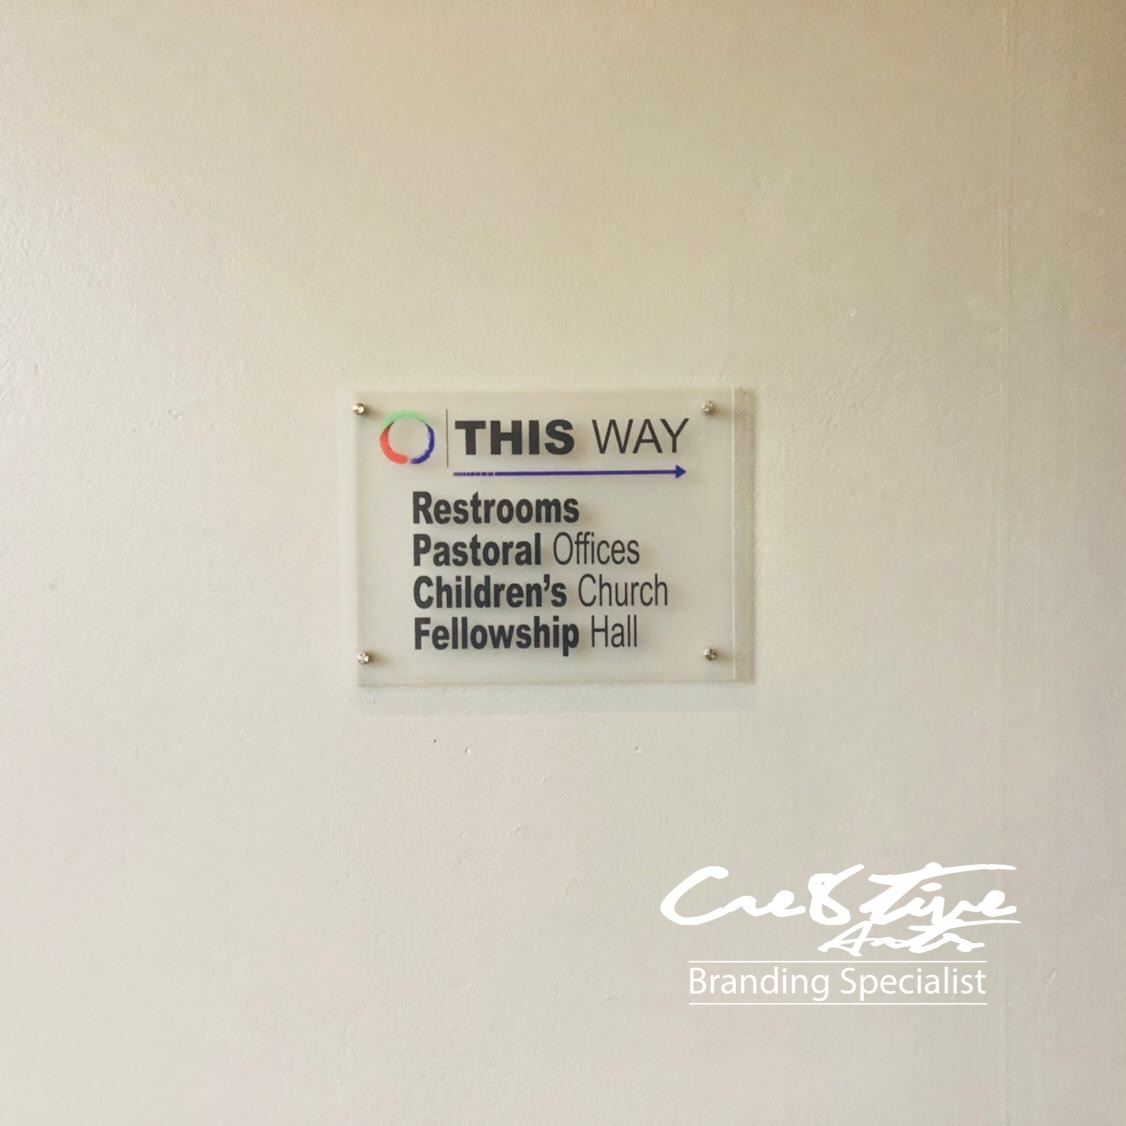 THIS WAY
Restrooms
Pastoral Offices
Children's Church
Fellowship Hall
Cre8tive
Arts
Branding Specialist